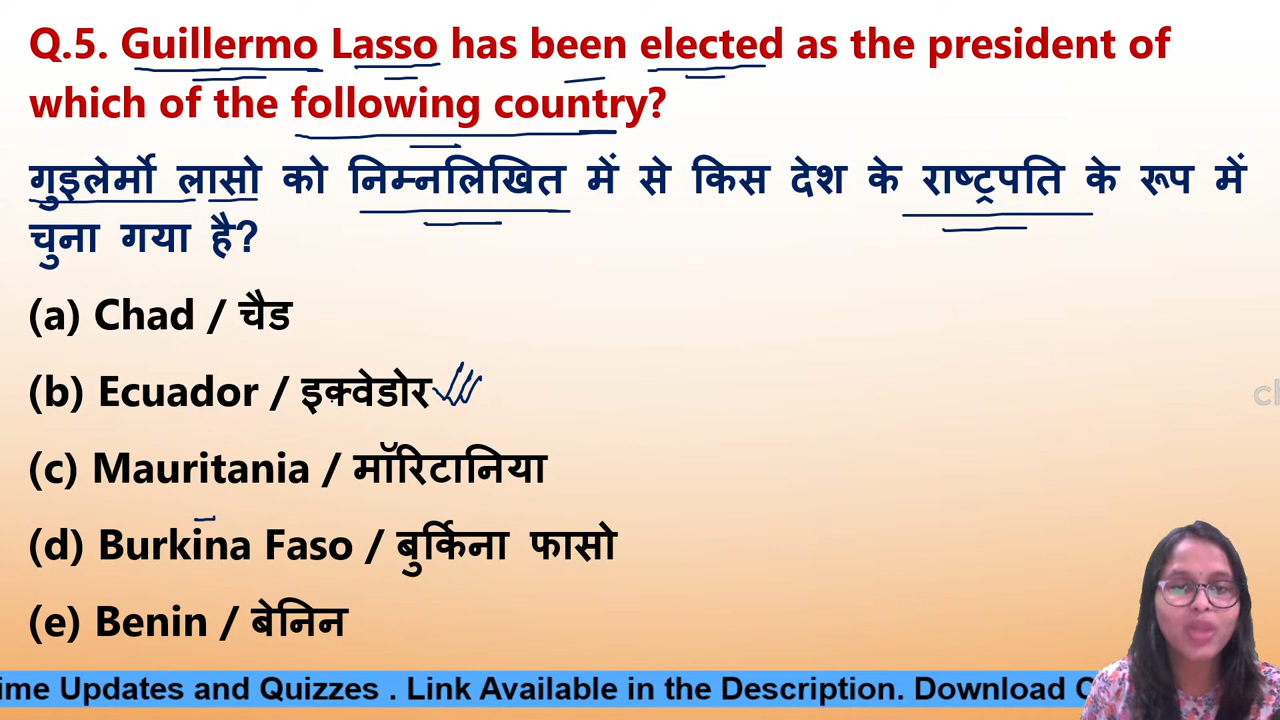 Q.5. Guillermo Lasso has been elected as the president of
which of the following country?
गुइलेर्मो लासो को निम्नलिखित में से किस देश के राष्ट्रपति के रूप में
चुना गया है?
(a) Chad / चैड
(b) Ecuador / इक्वेडोर
(c) Mauritania / मॉरिटानिया
(d) Burkina Faso / बुर्किना फासो
(e) Benin / बेनिन
ime Updates and Quizzes . Link Available in the Description. Download C